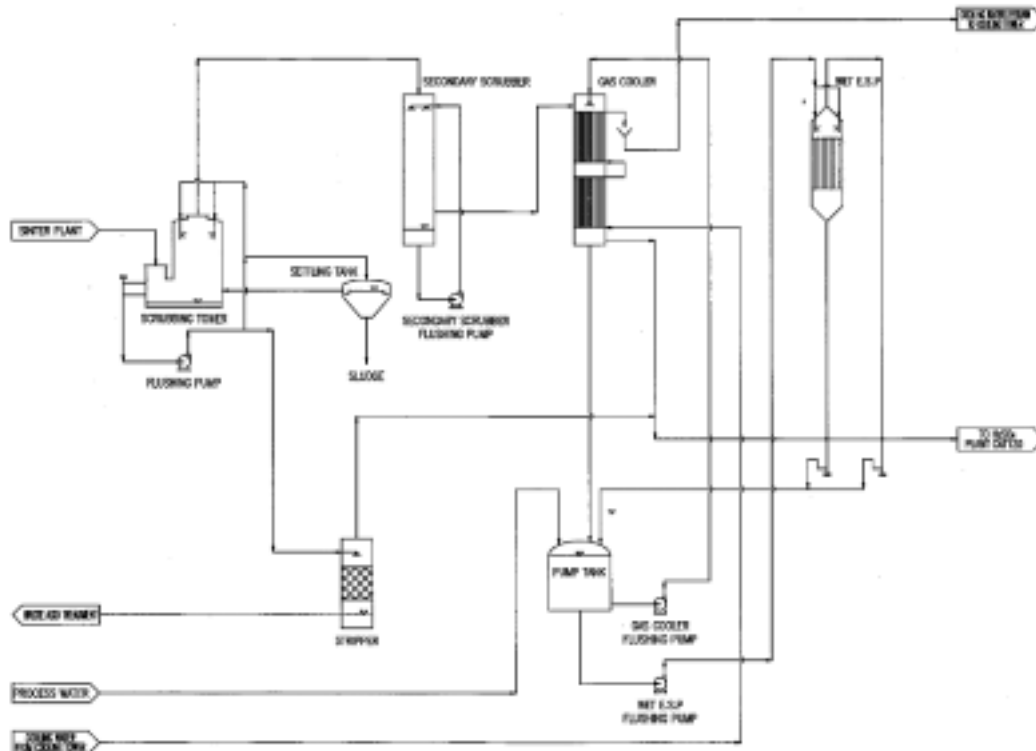 SECONDARY SCRUBBER
GAS COOLER
WET E.S.P
SINTER PLANT
SETTLING TANK
SCRUBBING TOWER
SECONDARY SCRUBBER
FLUSHING PUMP
FLUSHING PUMP
SLUDGE
PUMP TANK
STRIPPER
GAS COOLER
FLUSHING PUMP
PROCESS WATER
WET E.S.P
FLUSHING PUMP